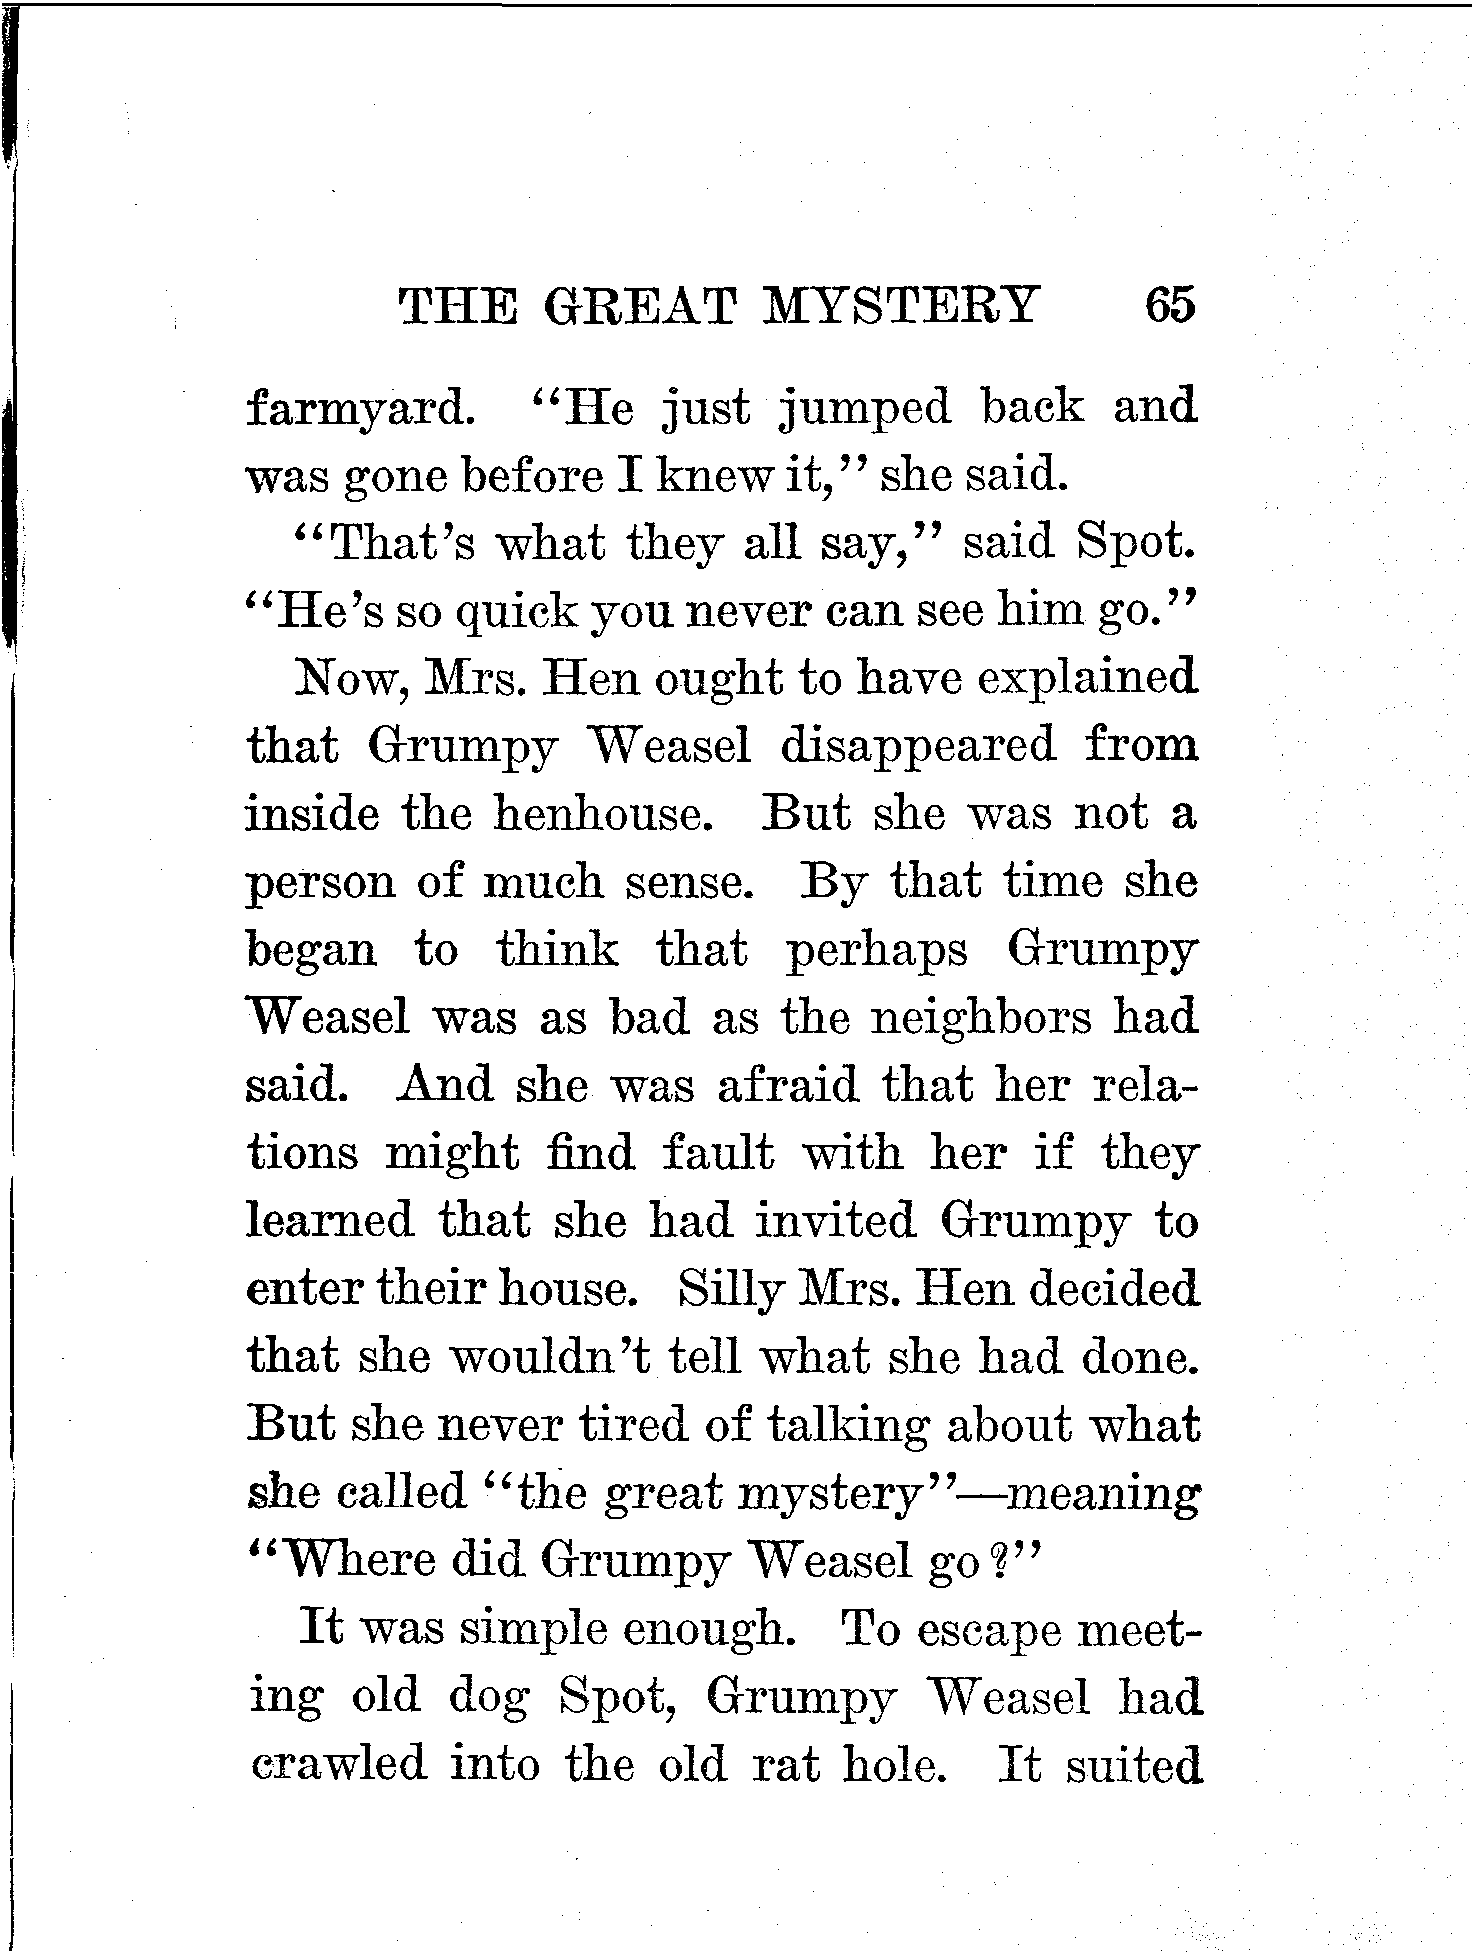 THE GREAT MYSTERY 65
farmyard. "He just jumped back and
was gone before I knew it," she said.
"That's what they all say," said Spot.
"He's so quick you never can see him go."
Now, Mrs. Hen ought to have explained
that Grumpy Weasel disappeared from
inside the henhouse. But she was not a
person of much sense. By that time she
began to think that perhaps Grumpy
Weasel was as bad as the neighbors had
said. And she was afraid that her rela-
tions might find fault with her if they
learned that she had invited Grumpy to
enter their house. Silly Mrs. Hen decided
that she wouldn't tell what she had done.
But she never tired of talking about what
she called "the great mystery"—meaning
"Where did Grumpy Weasel go?"
It was simple enough. To escape meet-
ing old dog Spot, Grumpy Weasel had
crawled into the old rat hole. It suited